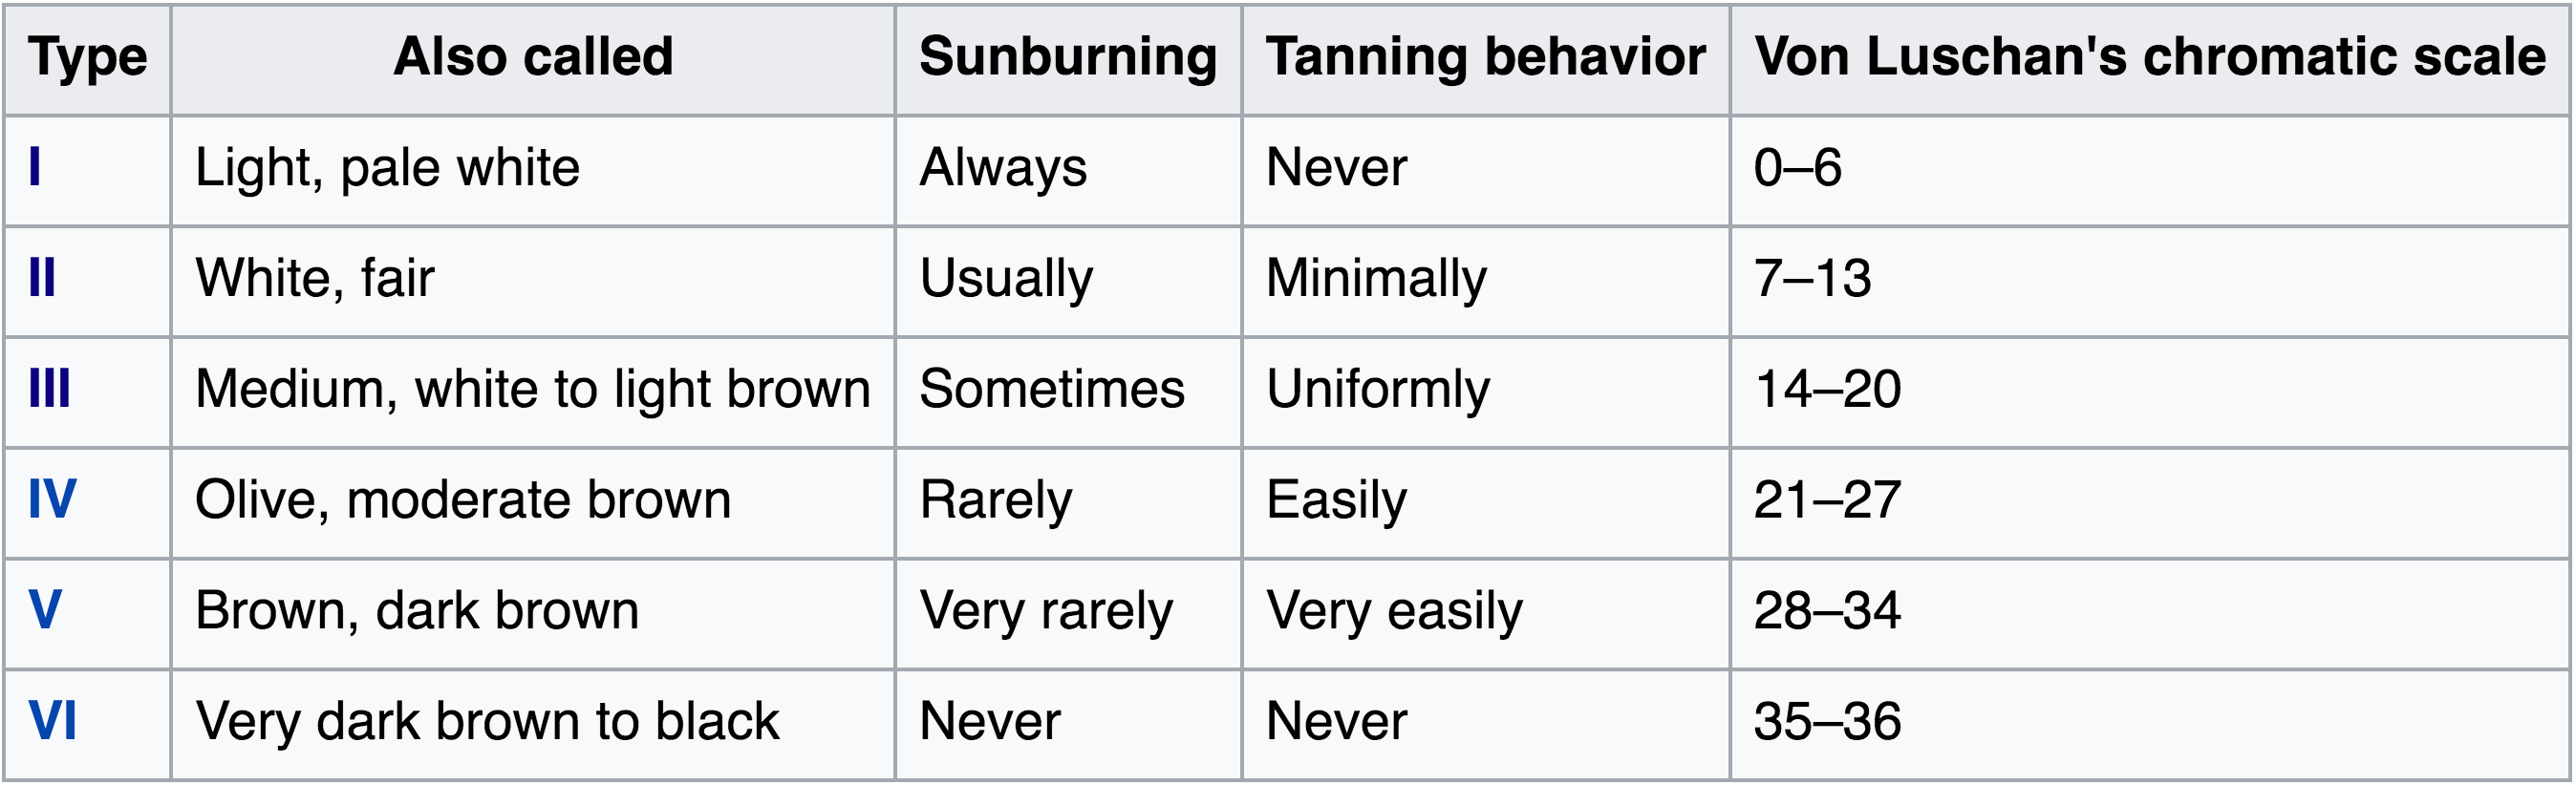 Type Also called Sunburning Tanning behavior Von Luschan's chromatic scale
I Light, pale white Always Never 0–6
II White, fair Usually Minimally 7–13
III Medium, white to light brown Sometimes Uniformly 14–20
IV Olive, moderate brown Rarely Easily 21–27
V Brown, dark brown Very rarely Very easily 28–34
VI Very dark brown to black Never Never 35–36